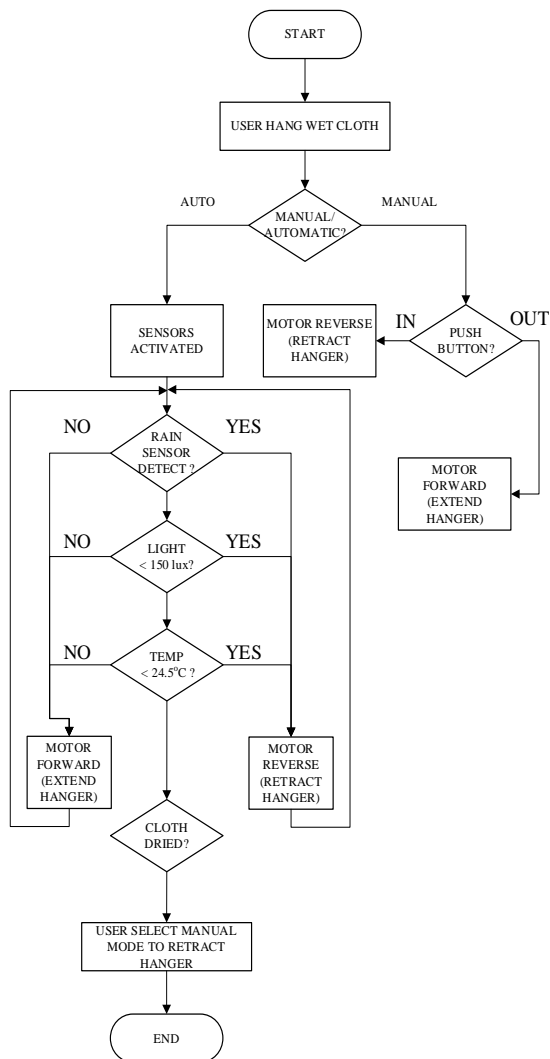 START
USER HANG WET CLOTH
AUTO
MANUAL/
AUTOMATIC?
MANUAL
SENSORS
ACTIVATED
MOTOR REVERSE
(RETRACT
HANGER)
IN
PUSH
BUTTON?
OUT
NO
RAIN
SENSOR
DETECT ?
YES
MOTOR
FORWARD
(EXTEND
HANGER)
NO
LIGHT
< 150 lux?
YES
NO
TEMP
< 24.5°C ?
YES
MOTOR
FORWARD
(EXTEND
HANGER)
MOTOR
REVERSE
(RETRACT
HANGER)
CLOTH
DRIED?
USER SELECT MANUAL
MODE TO RETRACT
HANGER
END